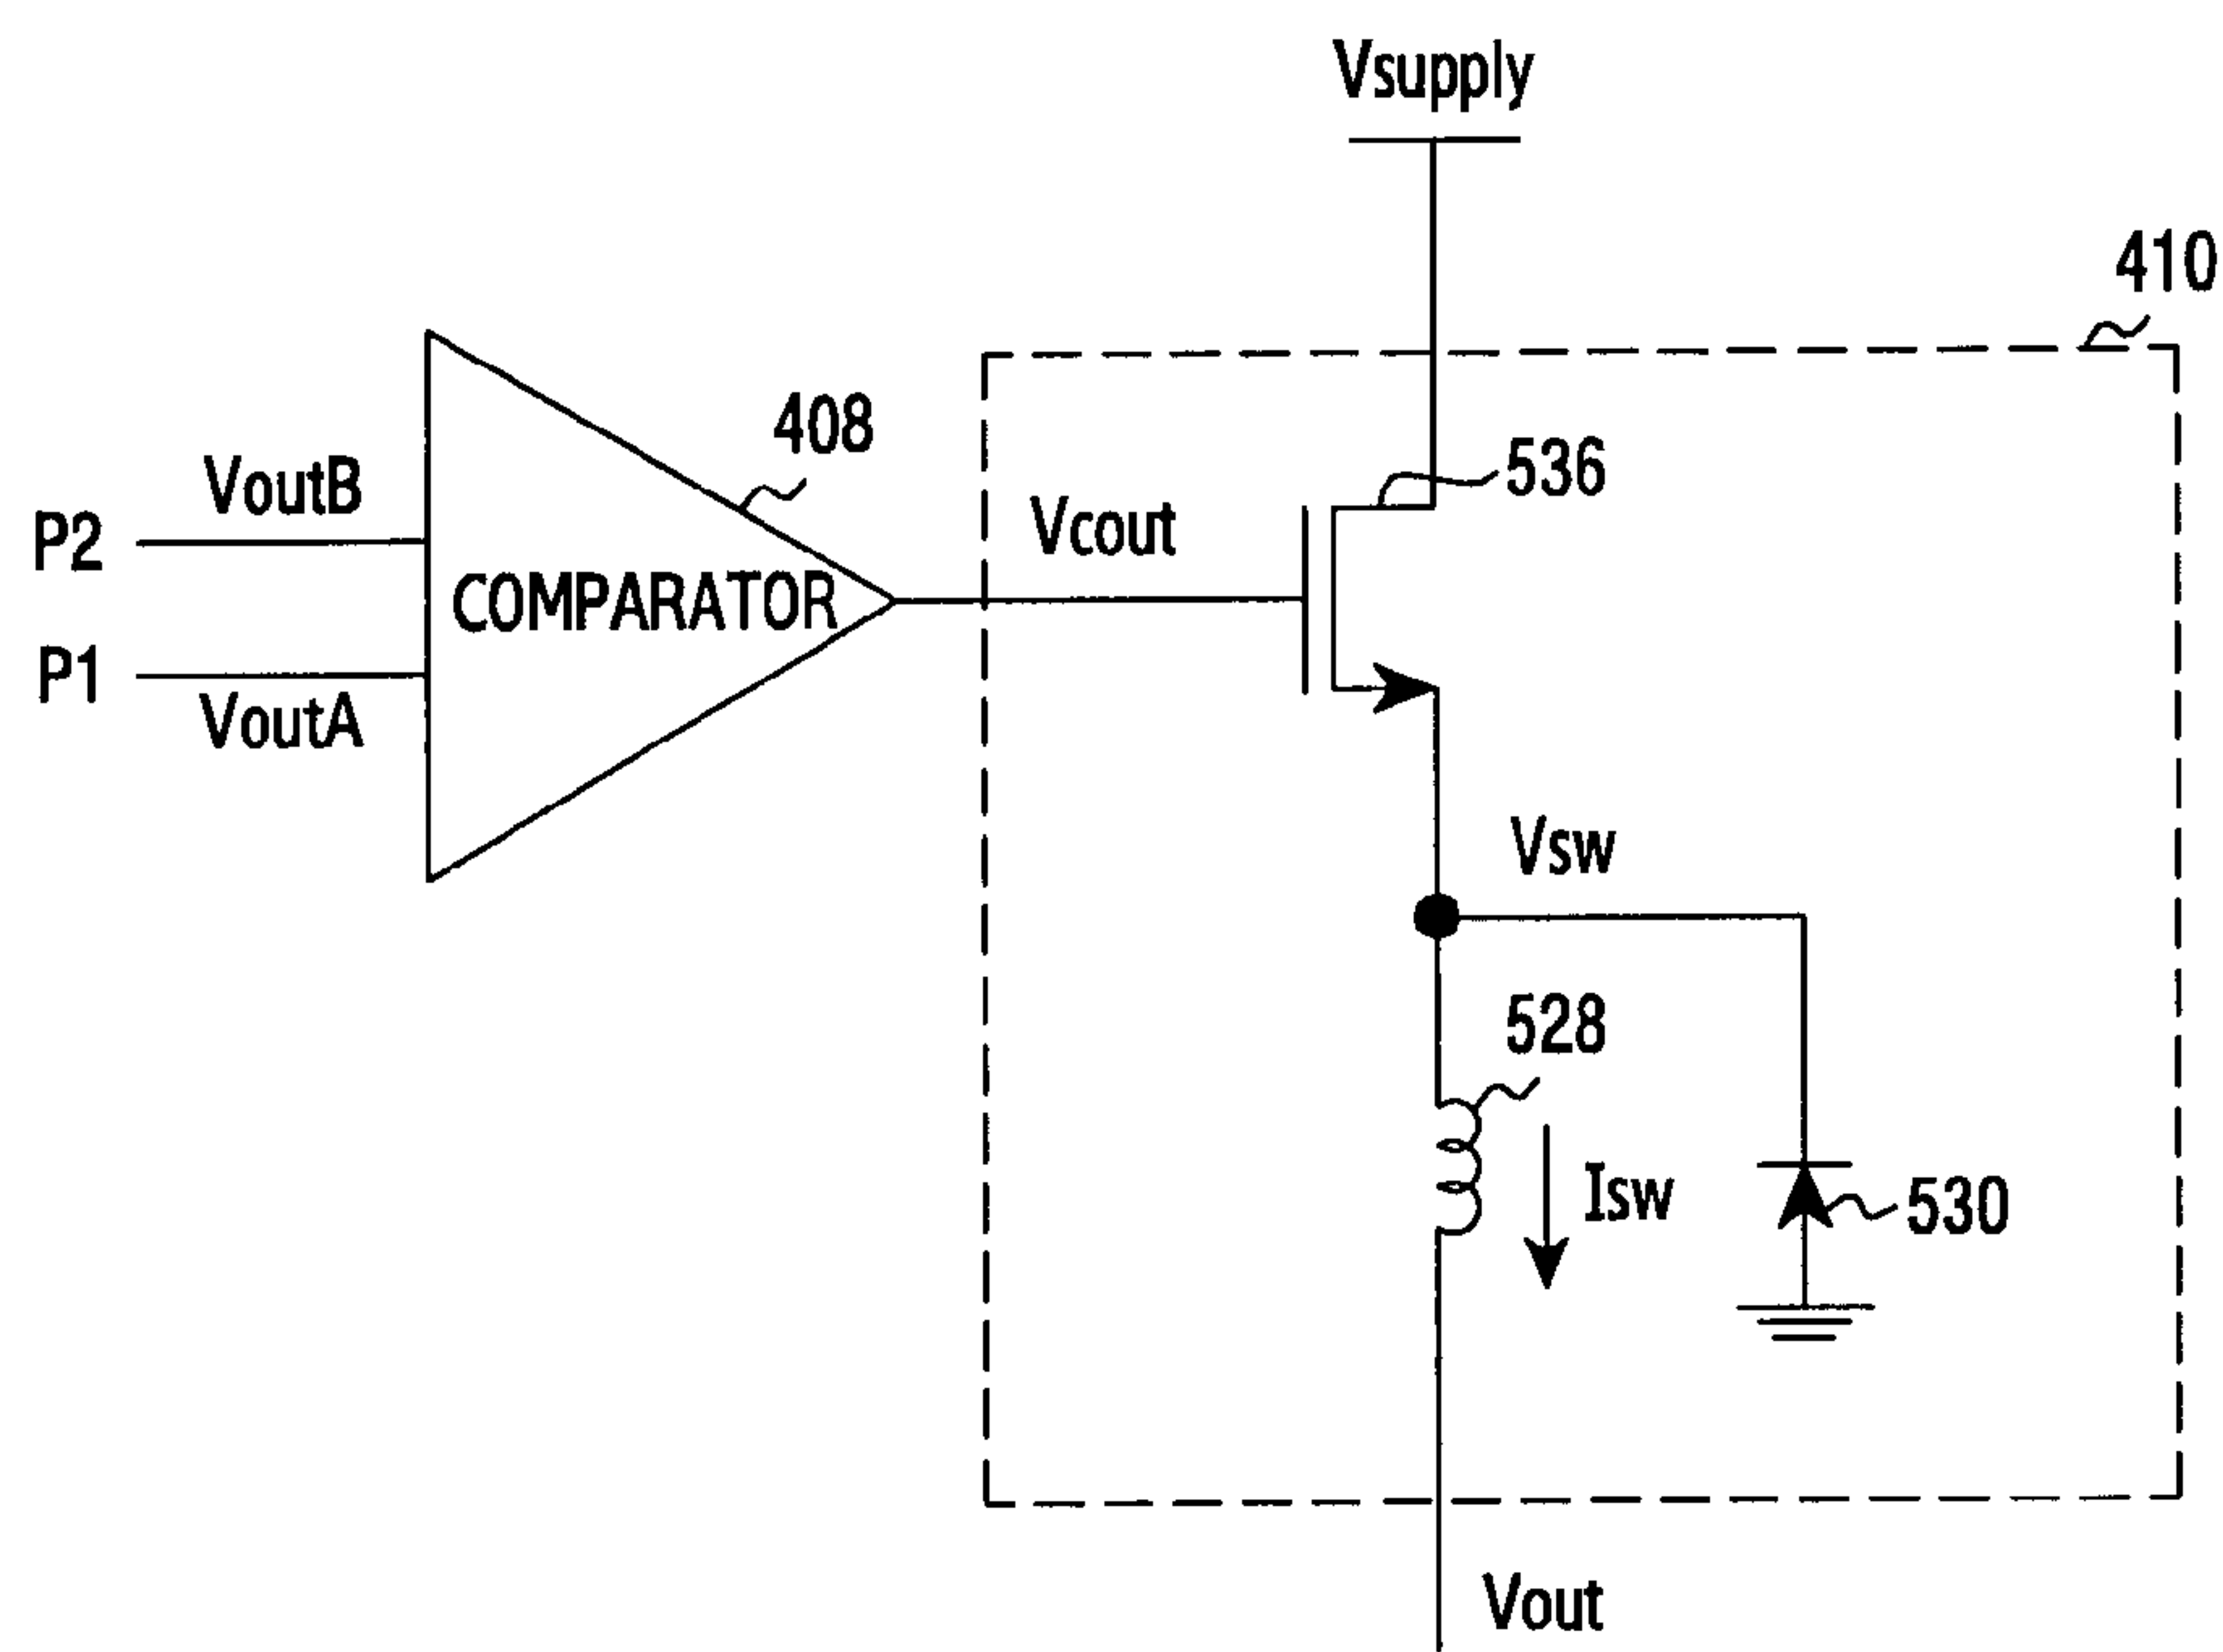 Vsupply
410
408
536
VoutB
Vcout
P2
COMPARATOR
P1
VoutA
Vsw
528
Isw
530
Vout